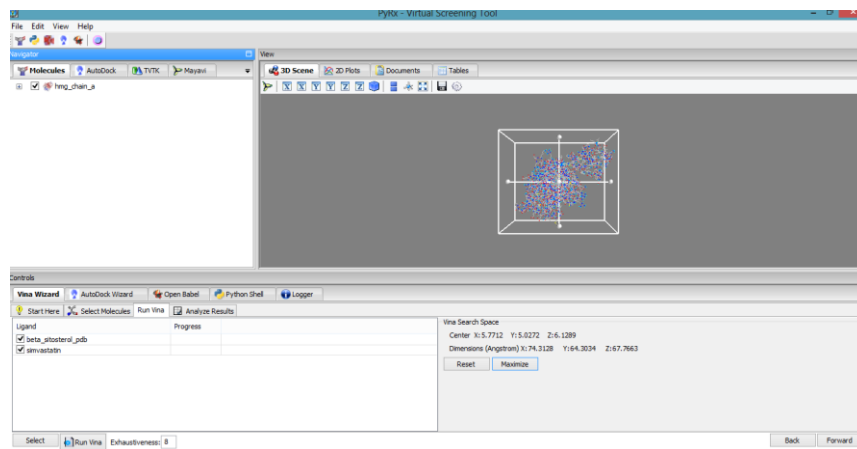 PyRx - Virtual Screening Tool
File Edit View Help
Navigator
View
Molecules AutoDock TVTK Mayavi
3D Scene 2D Plots Documents Tables
hmg_chain_a
X X Y Y Z Z
Controls
Vina Wizard AutoDock Wizard Open Babel Python Shell Logger
Start Here Select Molecules Run Vina Analyze Results
Ligand Progress
Vina Search Space
beta_sitosterol_pdb
Center X:5.7712 Y:5.0272 Z:6.1289
simvastatin
Dimensions (Angstrom) X:74.3128 Y:64.3034 Z:67.7663
Reset Maximize
Select Run Vina Exhaustiveness: 8
Back Forward